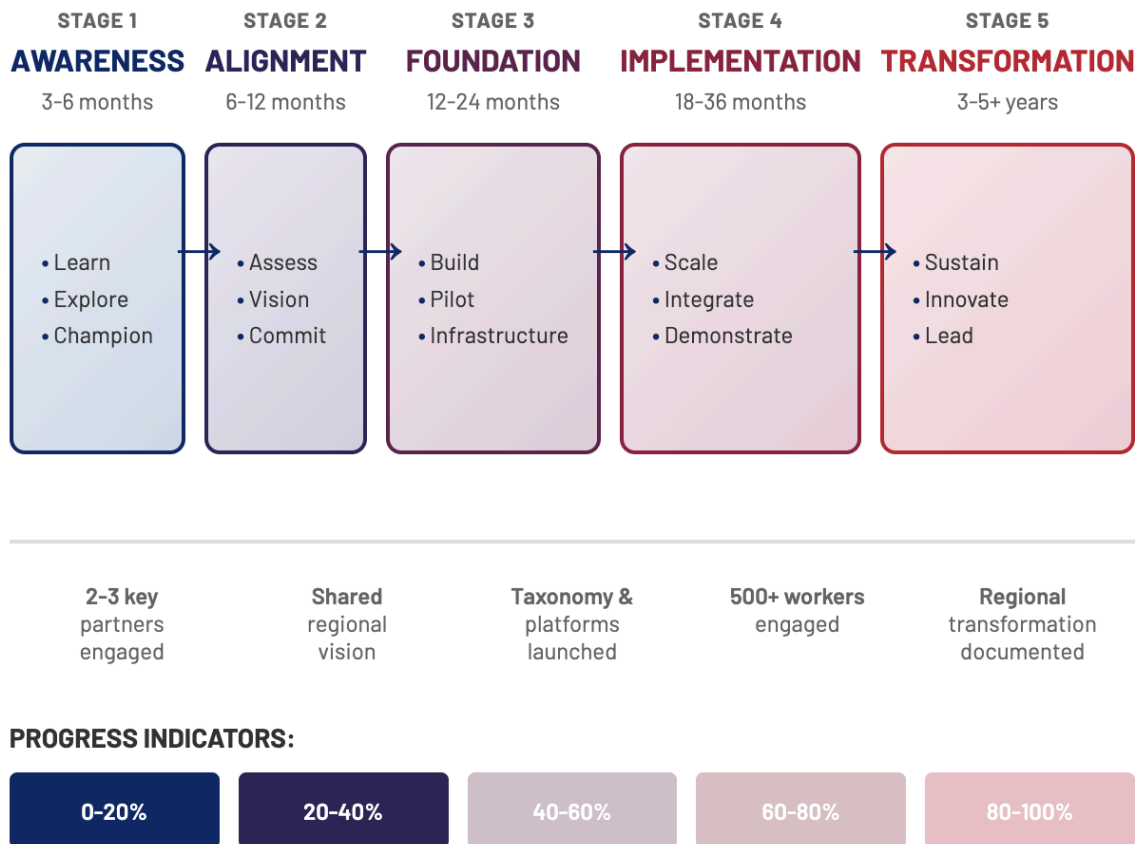 STAGE 1
AWARENESS
3-6 months
• Learn
• Explore
• Champion
STAGE 2
ALIGNMENT
6-12 months
• Assess
• Vision
• Commit
STAGE 3
FOUNDATION
12-24 months
• Build
• Pilot
• Infrastructure
STAGE 4
IMPLEMENTATION
18-36 months
• Scale
• Integrate
• Demonstrate
STAGE 5
TRANSFORMATION
3-5+ years
• Sustain
• Innovate
• Lead
2-3 key
partners
engaged
Shared
regional
vision
Taxonomy &
platforms
launched
500+ workers
engaged
Regional
transformation
documented
PROGRESS INDICATORS:
0-20%
20-40%
40-60%
60-80%
80-100%